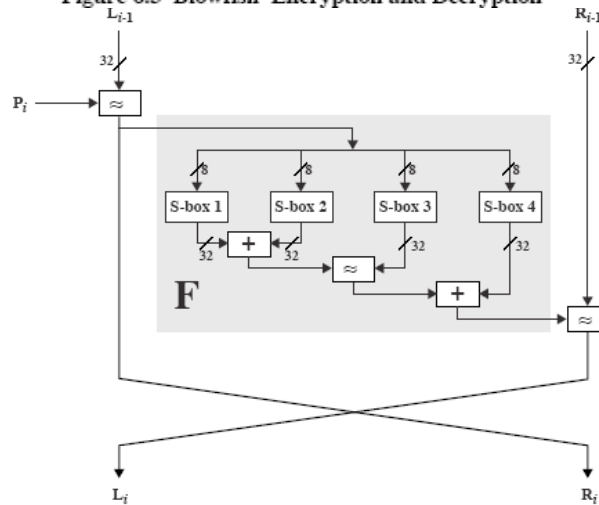 Figure 6.3 Blowfish Encryption and Decryption
Li-1
Ri-1
32
32
Pi
≈
8
8
8
8
S-box 1
S-box 2
S-box 3
S-box 4
32
+
32
32
32
≈
+
F
≈
Li
Ri